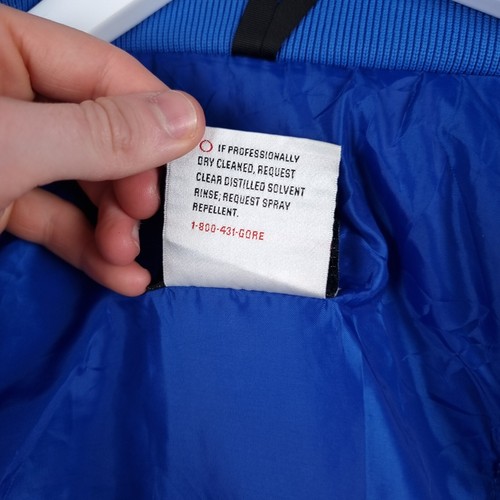 IF PROFESSIONALLY
DRY CLEANED, REQUEST
CLEAR DISTILLED SOLVENT
RINSE; REQUEST SPRAY
REPELLENT.
1-800-431-GORE